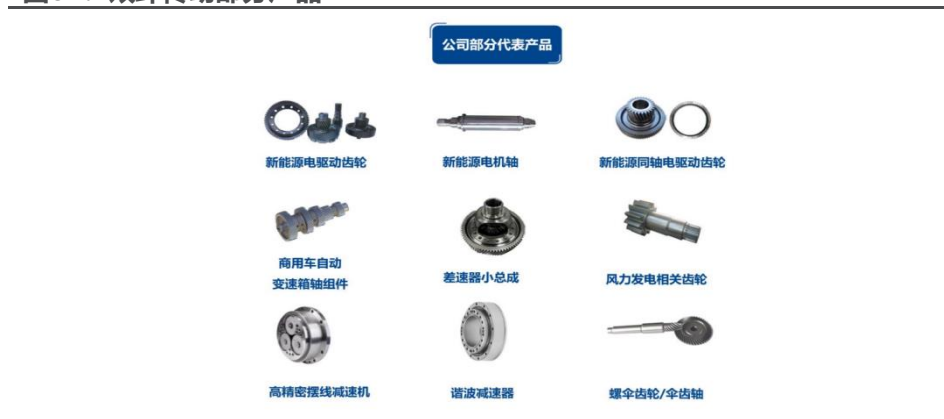 公司部分代表产品
新能源电驱动齿轮
新能源电机轴
新能源同轴电驱动齿轮
商用车自动
变速箱轴组件
差速器小总成
风力发电相关齿轮
高精密摆线减速机
谐波减速器
螺伞齿轮/伞齿轴